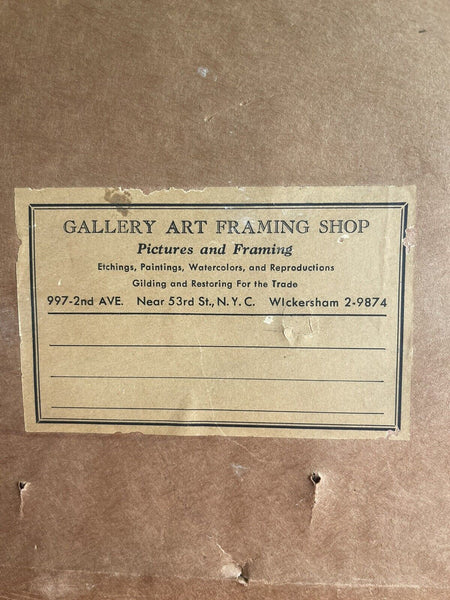 GALLERY ART FRAMING SHOP
Pictures and Framing
Etchings, Paintings, Watercolors, and Reproductions
Gilding and Restoring For the Trade
997-2nd AVE. Near 53rd St., N.Y.C. WIckersham 2-9874